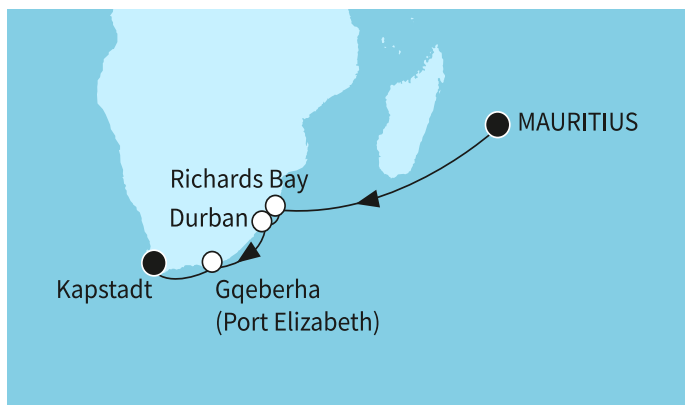 MAURITIUS
Richards Bay
Durban
Kapstadt
Gqeberha
(Port Elizabeth)